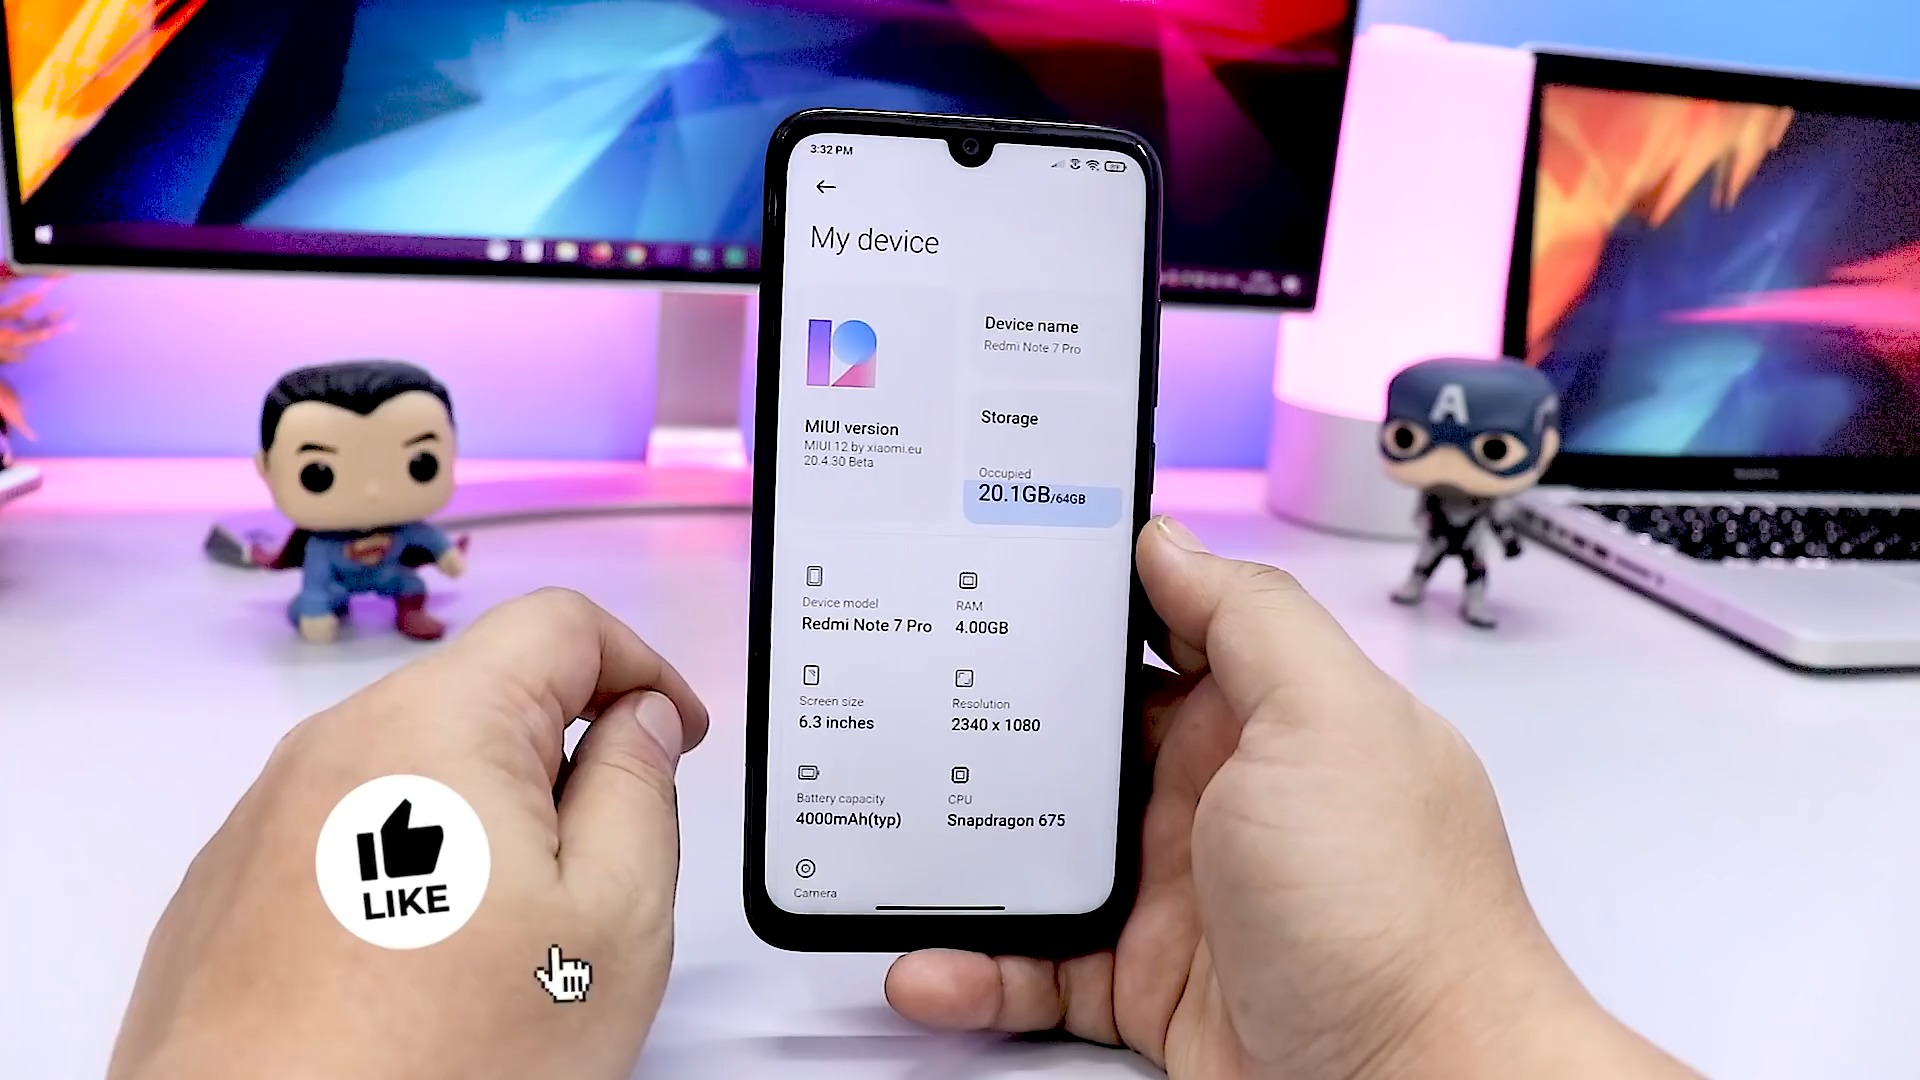 3:32 PM
My device
MIUI version
MIUI 12 by xiaomi.eu
20.4.30 Beta
Device name
Redmi Note 7 Pro
Storage
Occupied
20.1GB/64GB
Device model
Redmi Note 7 Pro
RAM
4.00GB
Screen size
6.3 inches
Resolution
2340 x 1080
Battery capacity
4000mAh(typ)
CPU
Snapdragon 675
Camera
A
LIKE